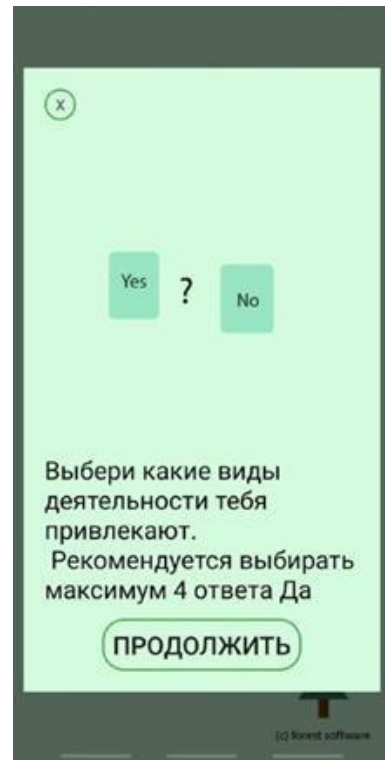 X
Yes
?
No
Выбери какие виды
деятельности тебя
привлекают.
Рекомендуется выбирать
максимум 4 ответа Да
ПРОДОЛЖИТЬ
(c) forest software